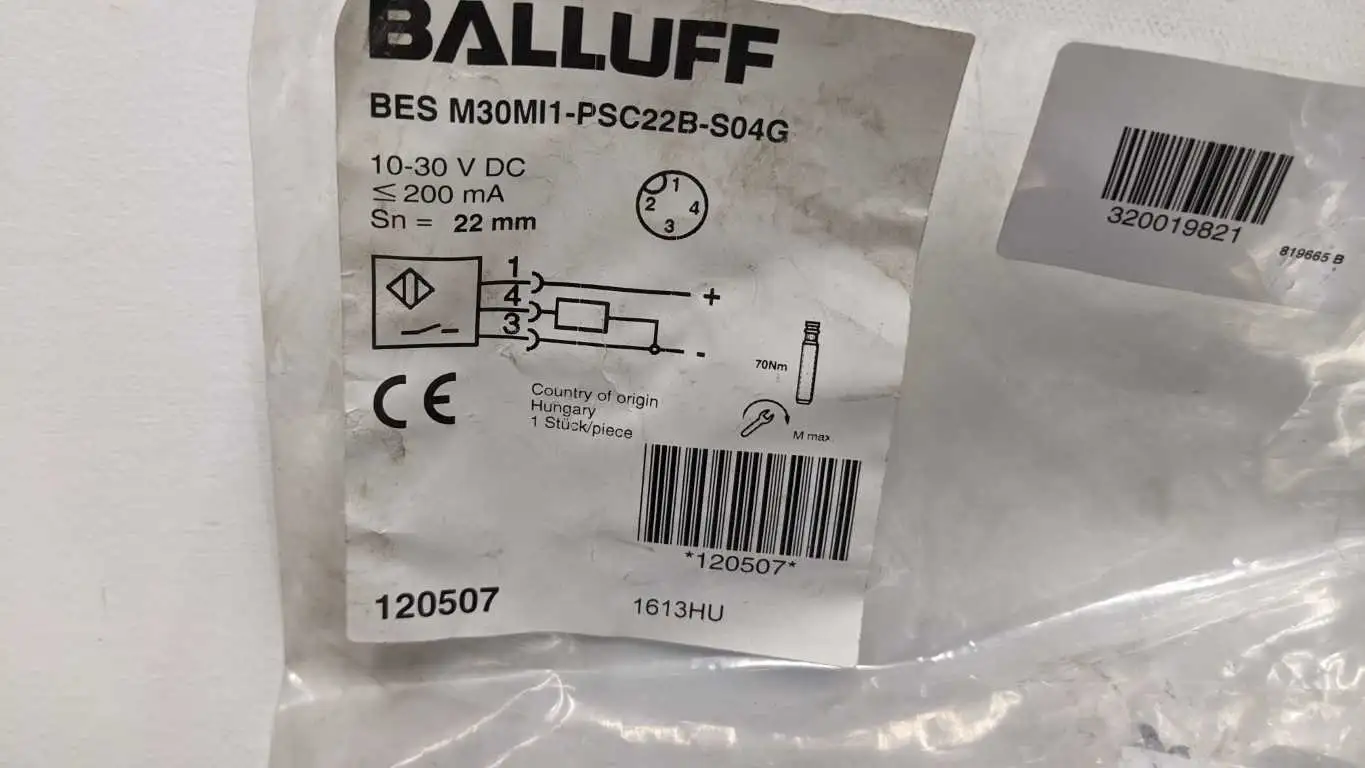 BALLUFF
BES M30MI1-PSC22B-S04G
10-30 V DC
≤ 200 mA
Sn = 22 mm
1
2 4
3
1
4
3
+
-
70Nm
M max
CE
Country of origin
Hungary
1 Stück/piece
*120507*
120507
1613HU
320019821
819665 B